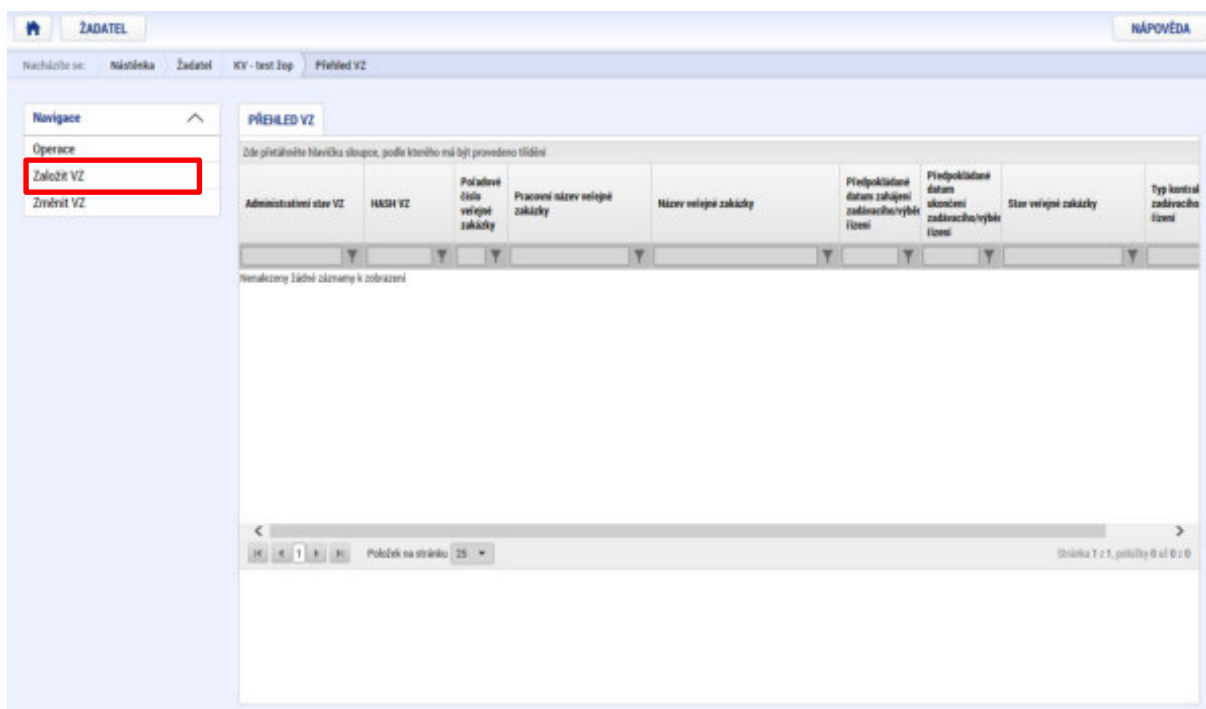 ŽADATEL
NÁPOVĚDA
Nacházíte se: Nástěnka Žadatel KV - test žop Přehled VZ
Navigace
Operace
Založit VZ
Změnit VZ
PŘEHLED VZ
Zde přetáhněte hlavičku sloupce, podle kterého má být provedeno třídění
Administrativní stav VZ
HASH VZ
Pořadové
číslo
veřejné
zakázky
Pracovní název veřejné
zakázky
Název veřejné zakázky
Předpokládané
datum zahájení
zadávacího/výběr
řízení
Předpokládané
datum
ukončení
zadávacího/výběr
řízení
Stav veřejné zakázky
Typ kontrol
zadávacího
řízení
Nenalezeny žádné záznamy k zobrazení
1 Položek na stránku 25
Stránka 1 z 1, položky 0 až 0 z 0